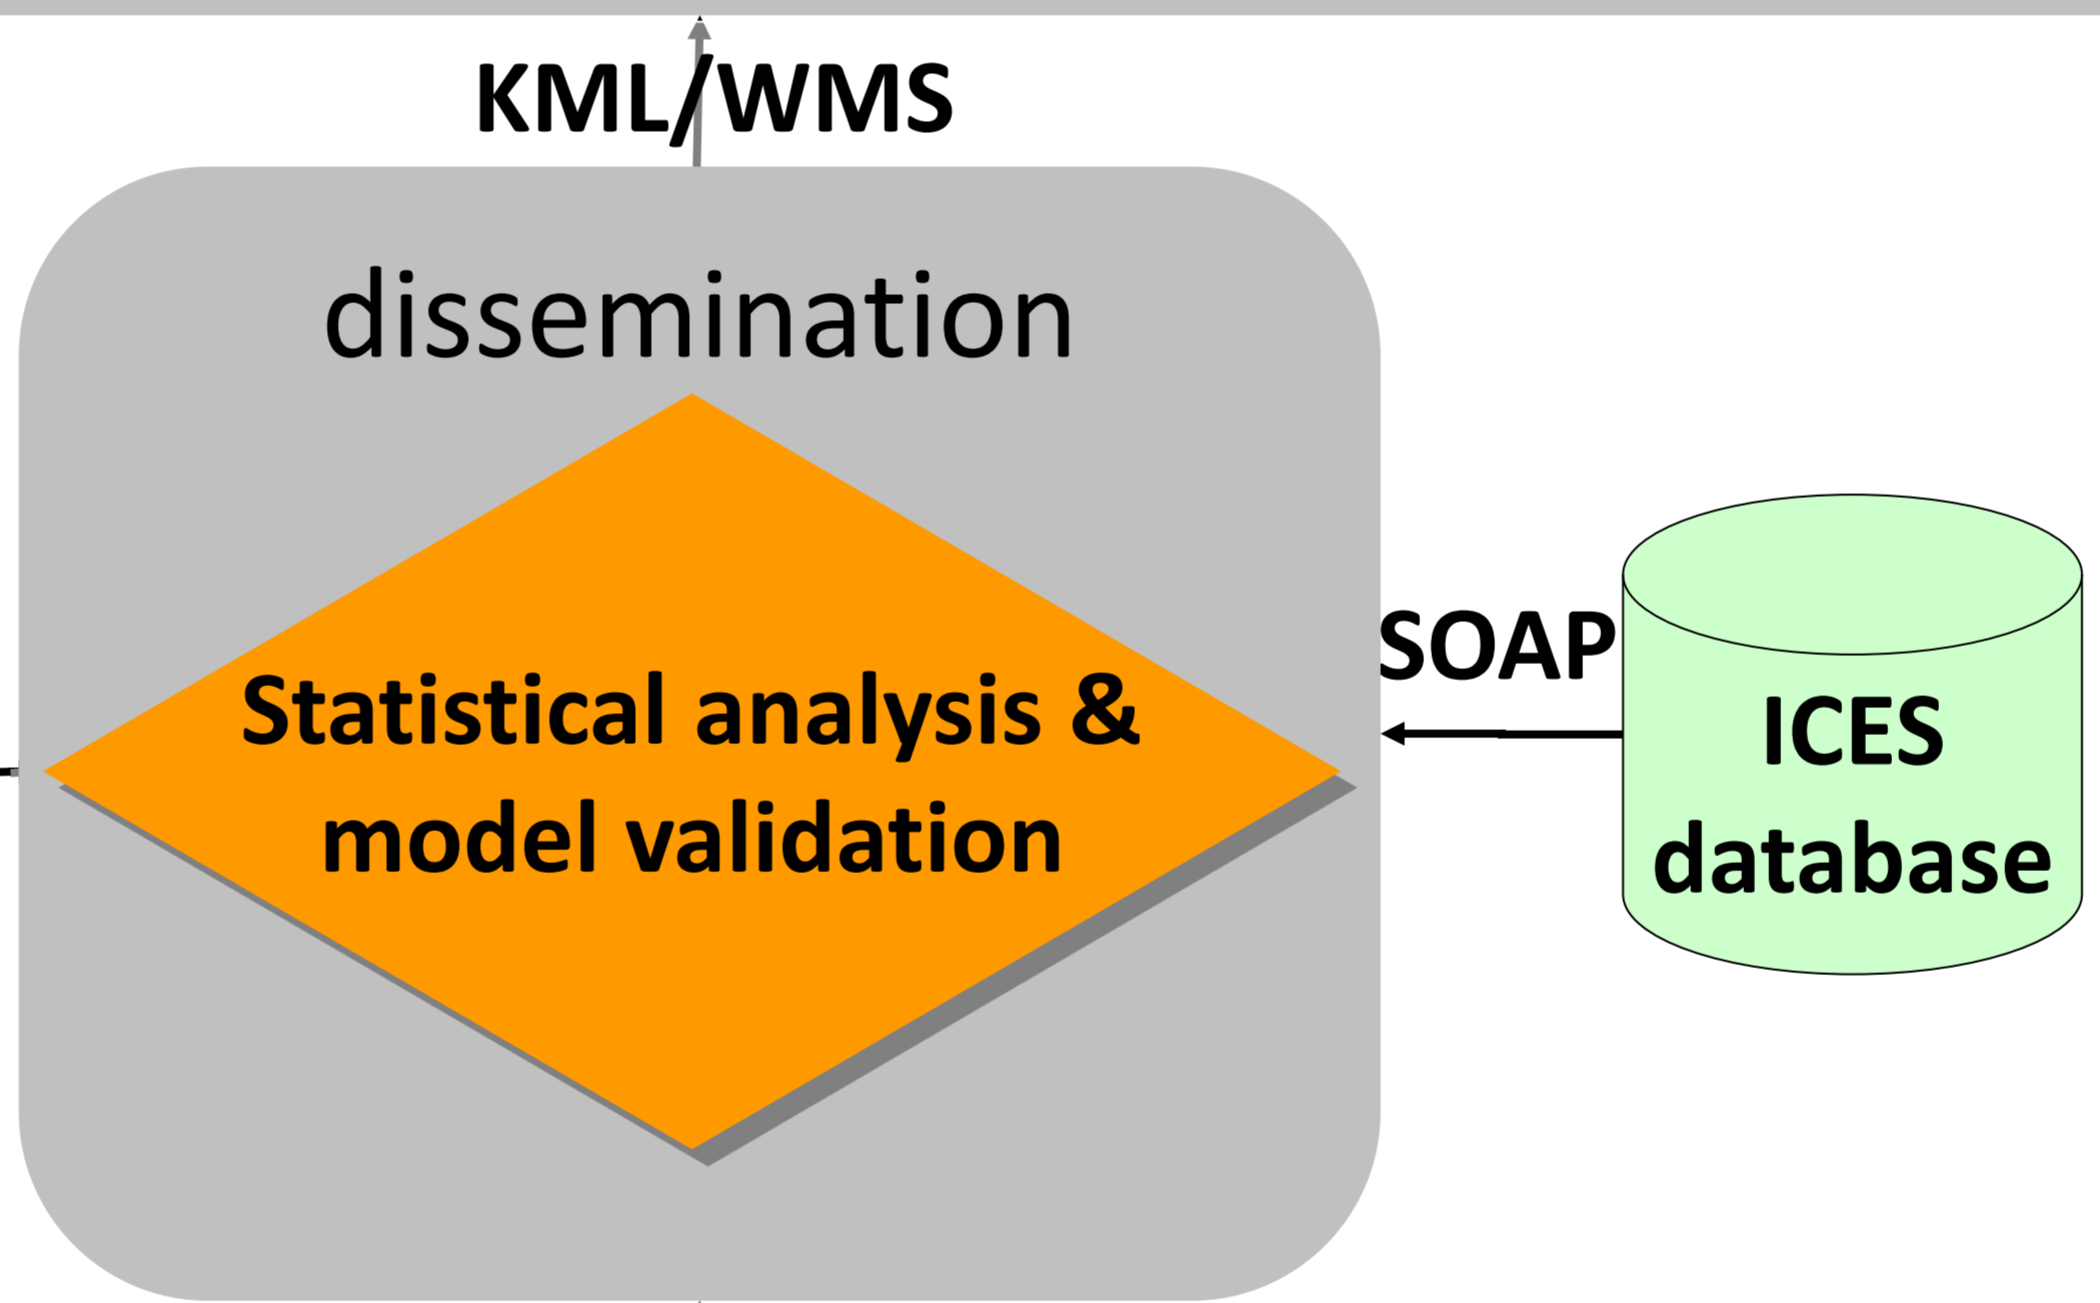 KML/WMS
dissemination
Statistical analysis &
model validation
SOAP
ICES
database